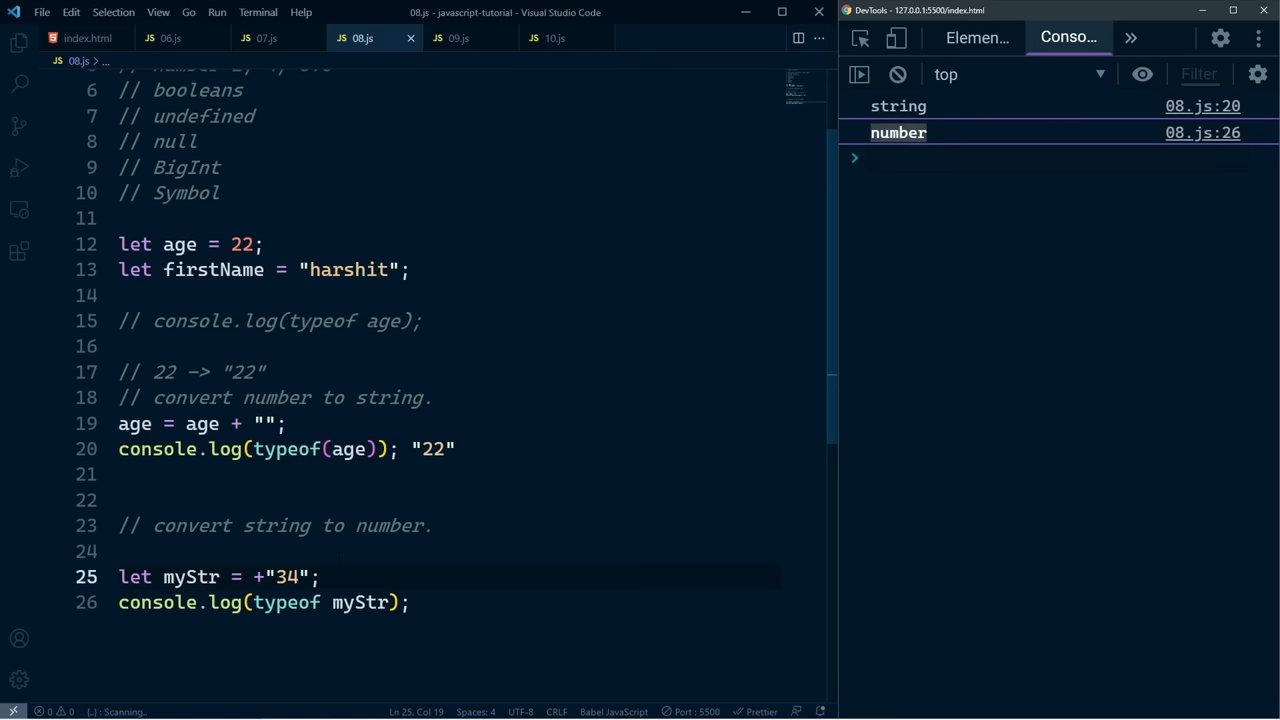 File Edit Selection View Go Run Terminal Help 08.js - javascript-tutorial - Visual Studio Code
index.html 06.js 07.js JS 08.js JS 09.js JS 10.js
JS 08.js > ...
6 // booleans
7 // undefined
8 // null
9 // BigInt
10 // Symbol
11
12 let age = 22;
13 let firstName = "harshit";
14
15 // console.log(typeof age);
16
17 // 22 -> "22"
18 // convert number to string.
19 age = age + "";
20 console.log(typeof(age)); "22"
21
22
23 // convert string to number.
24
25 let myStr = +"34";
26 console.log(typeof myStr);
0 0 {..} : Scanning.. Ln 25, Col 19 Spaces: 4 UTF-8 CRLF Babel JavaScript Port : 5500 Prettier
DevTools - 127.0.0.1:5500/index.html
Elemen... Conso... »
top Filter
string 08.js:20
number 08.js:26
>